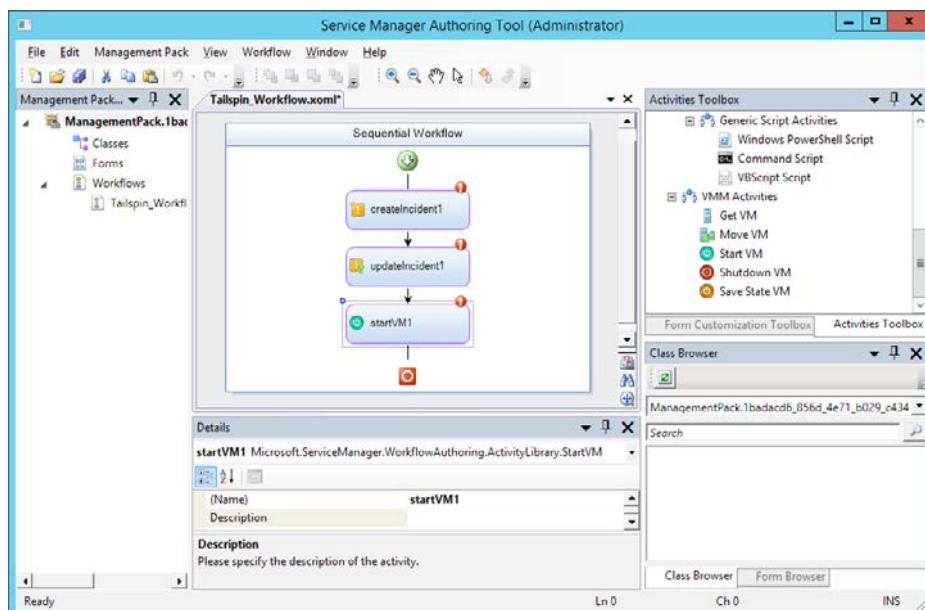 Service Manager Authoring Tool (Administrator)
File Edit Management Pack View Workflow Window Help
Management Pack...
ManagementPack.1bad
Classes
Forms
Workflows
Tailspin_Workfl
Tailspin_Workflow.xoml*
Sequential Workflow
createIncident1
updateIncident1
startVM1
Details
startVM1 Microsoft.ServiceManager.WorkflowAuthoring.ActivityLibrary.StartVM
(Name) startVM1
Description
Description
Please specify the description of the activity.
Activities Toolbox
Generic Script Activities
Windows PowerShell Script
Command Script
VBScript Script
VMM Activities
Get VM
Move VM
Start VM
Shutdown VM
Save State VM
Form Customization Toolbox Activities Toolbox
Class Browser
ManagementPack.1badacd6_856d_4e71_b029_c434
Search
Class Browser Form Browser
Ready Ln 0 Ch 0 INS